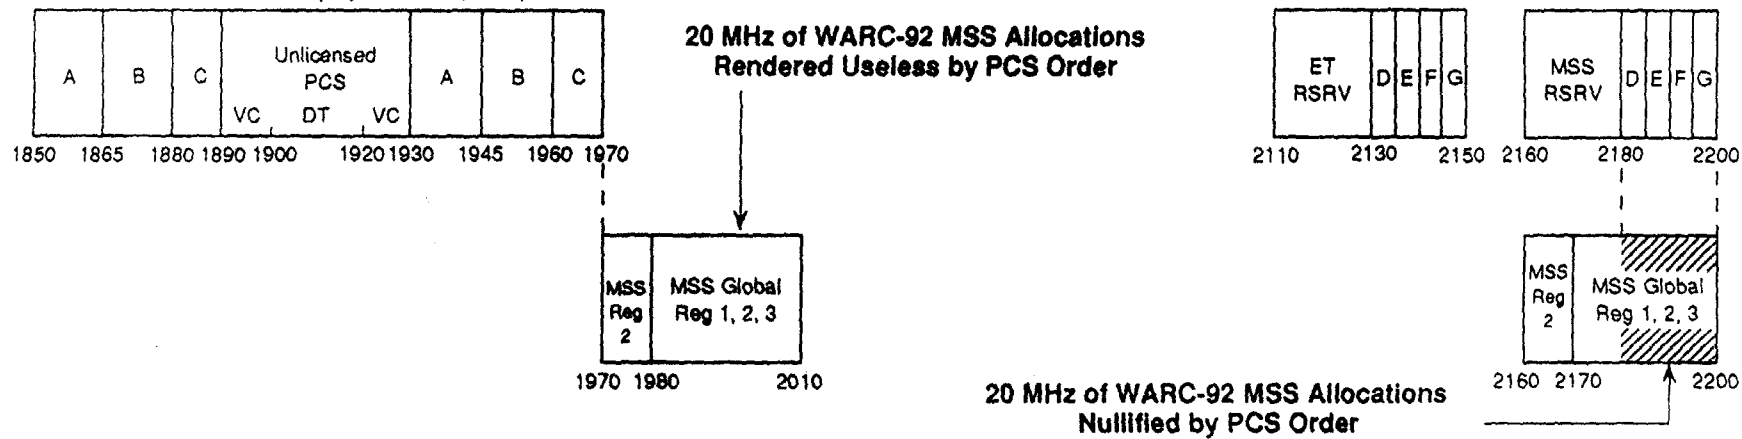 A B C Unlicensed PCS A B C
VC DT VC
1850 1865 1880 1890 1900 1920 1930 1945 1960 1970
20 MHz of WARC-92 MSS Allocations
Rendered Useless by PCS Order
ET RSRV D E F G
2110 2130 2150
MSS RSRV D E F G
2160 2180 2200
MSS Reg 2
MSS Global
Reg 1, 2, 3
1970 1980 2010
MSS Reg 2
MSS Global
Reg 1, 2, 3
2160 2170 2200
20 MHz of WARC-92 MSS Allocations
Nullified by PCS Order